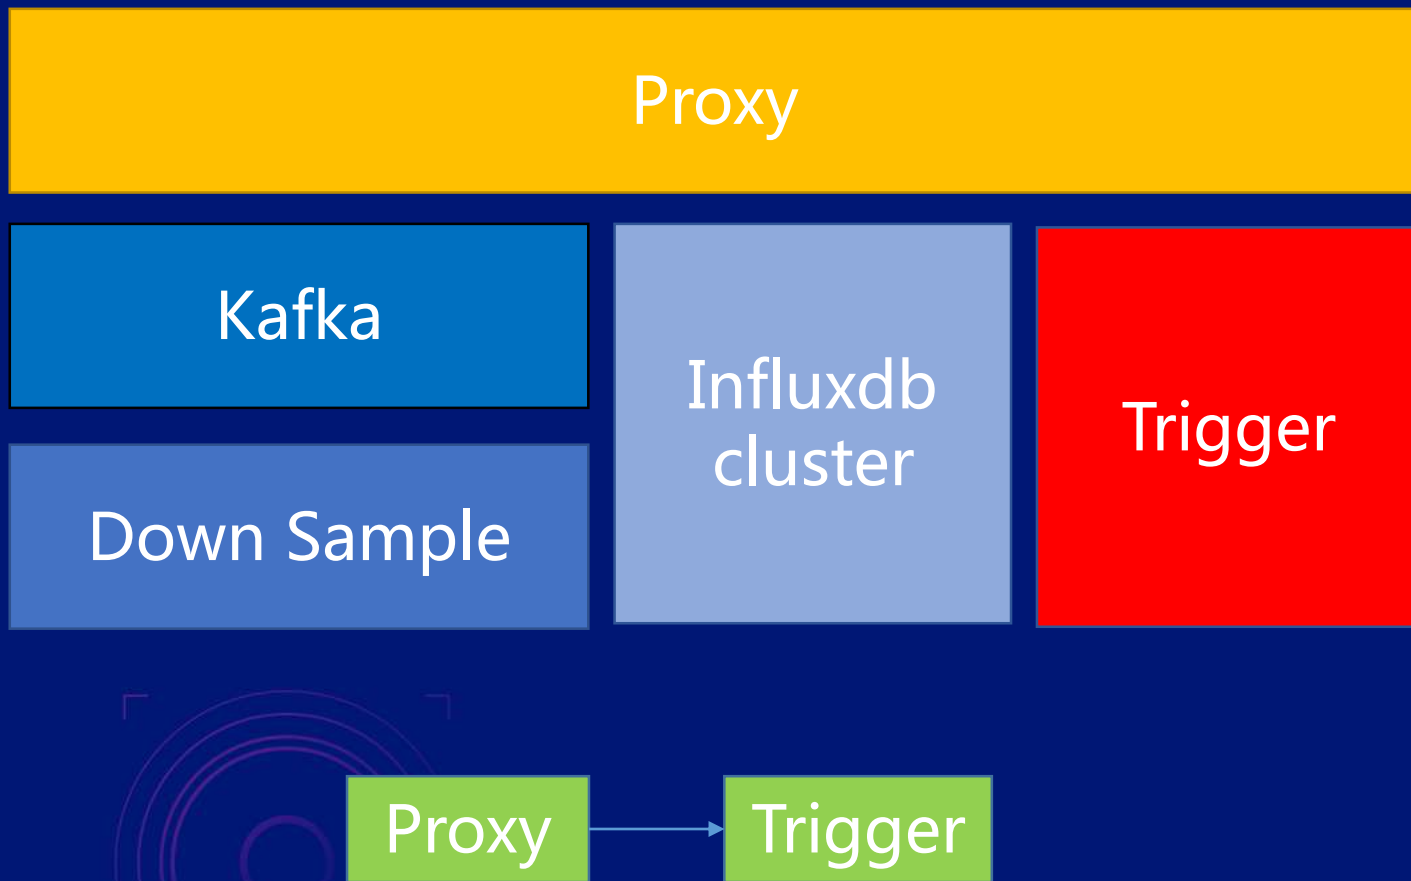 Proxy
Kafka
Influxdb
cluster
Trigger
Down Sample
Proxy
Trigger